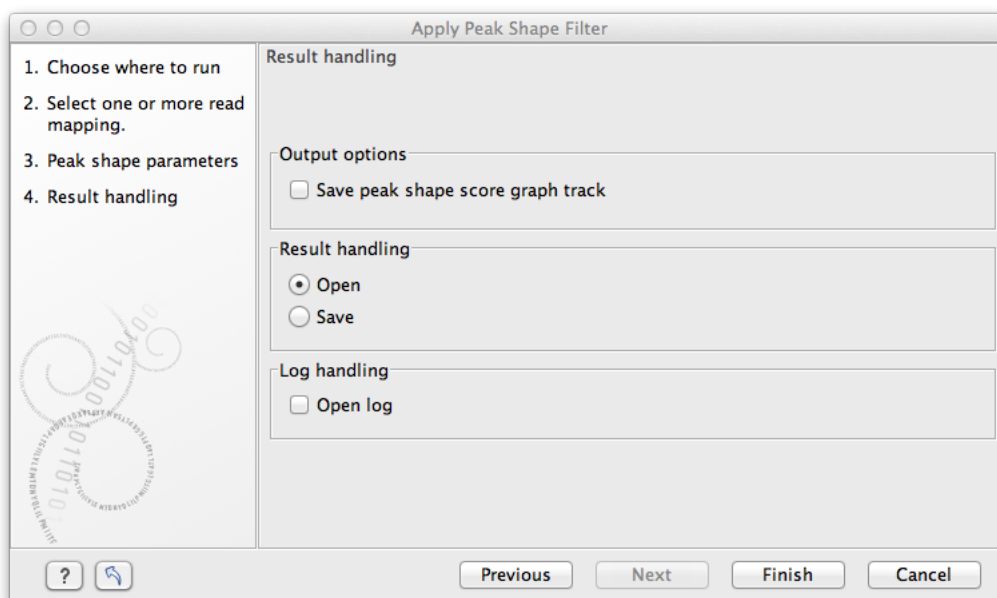 Apply Peak Shape Filter
1. Choose where to run
2. Select one or more read
mapping.
3. Peak shape parameters
4. Result handling
Result handling
Output options
Save peak shape score graph track
Result handling
Open
Save
Log handling
Open log
?
Previous
Next
Finish
Cancel